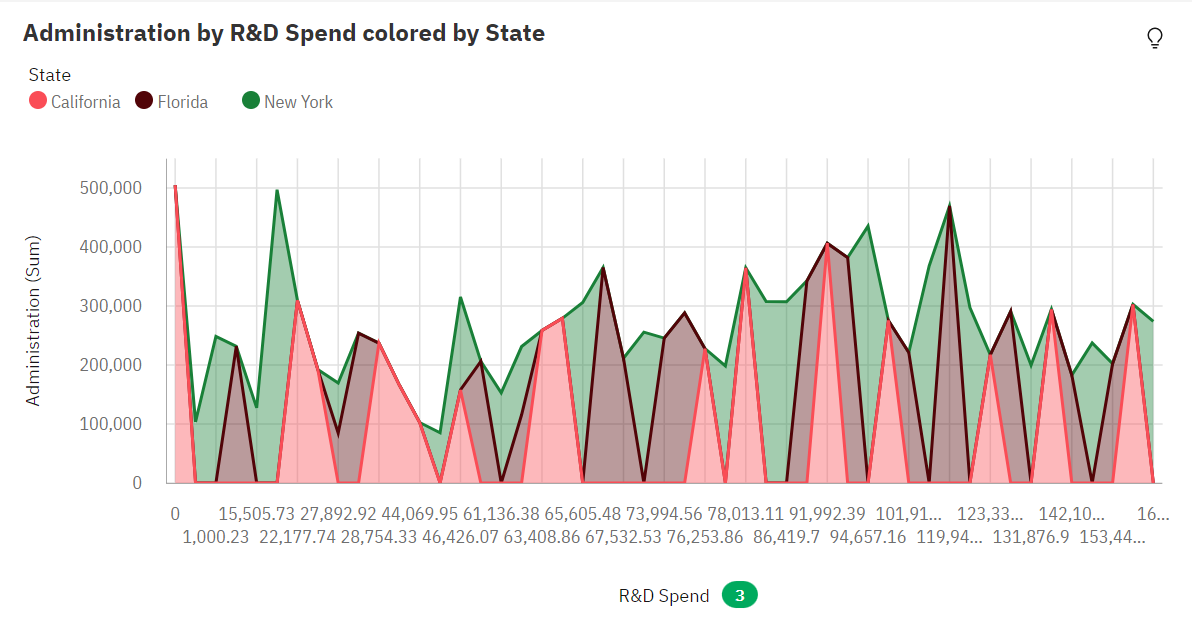 Administration by R&D Spend colored by State
State
California Florida New York
Administration (Sum)
500,000
400,000
300,000
200,000
100,000
0
0 15,505.73 27,892.92 44,069.95 61,136.38 65,605.48 73,994.56 78,013.11 91,992.39 101,91... 123,33... 142,10... 16...
1,000.23 22,177.74 28,754.33 46,426.07 63,408.86 67,532.53 76,253.86 86,419.7 94,657.16 119,94... 131,876.9 153,44...
R&D Spend 3